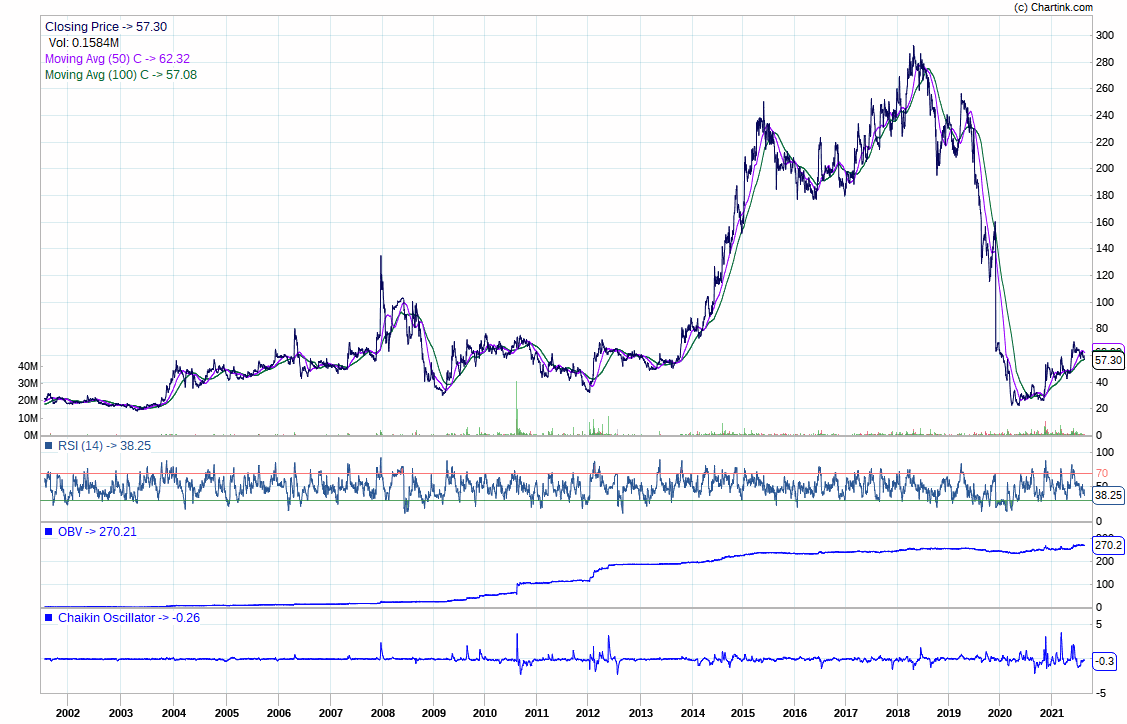 (c) Chartink.com
Closing Price -> 57.30
Vol: 0.1584M
Moving Avg (50) C -> 62.32
Moving Avg (100) C -> 57.08
300
280
260
240
220
200
180
160
140
120
100
80
57.30
40
20
0
40M
30M
20M
10M
0M
RSI (14) -> 38.25
100
70
38.25
0
OBV -> 270.21
270.2
200
100
0
Chaikin Oscillator -> -0.26
5
-0.3
-5
2002 2003 2004 2005 2006 2007 2008 2009 2010 2011 2012 2013 2014 2015 2016 2017 2018 2019 2020 2021